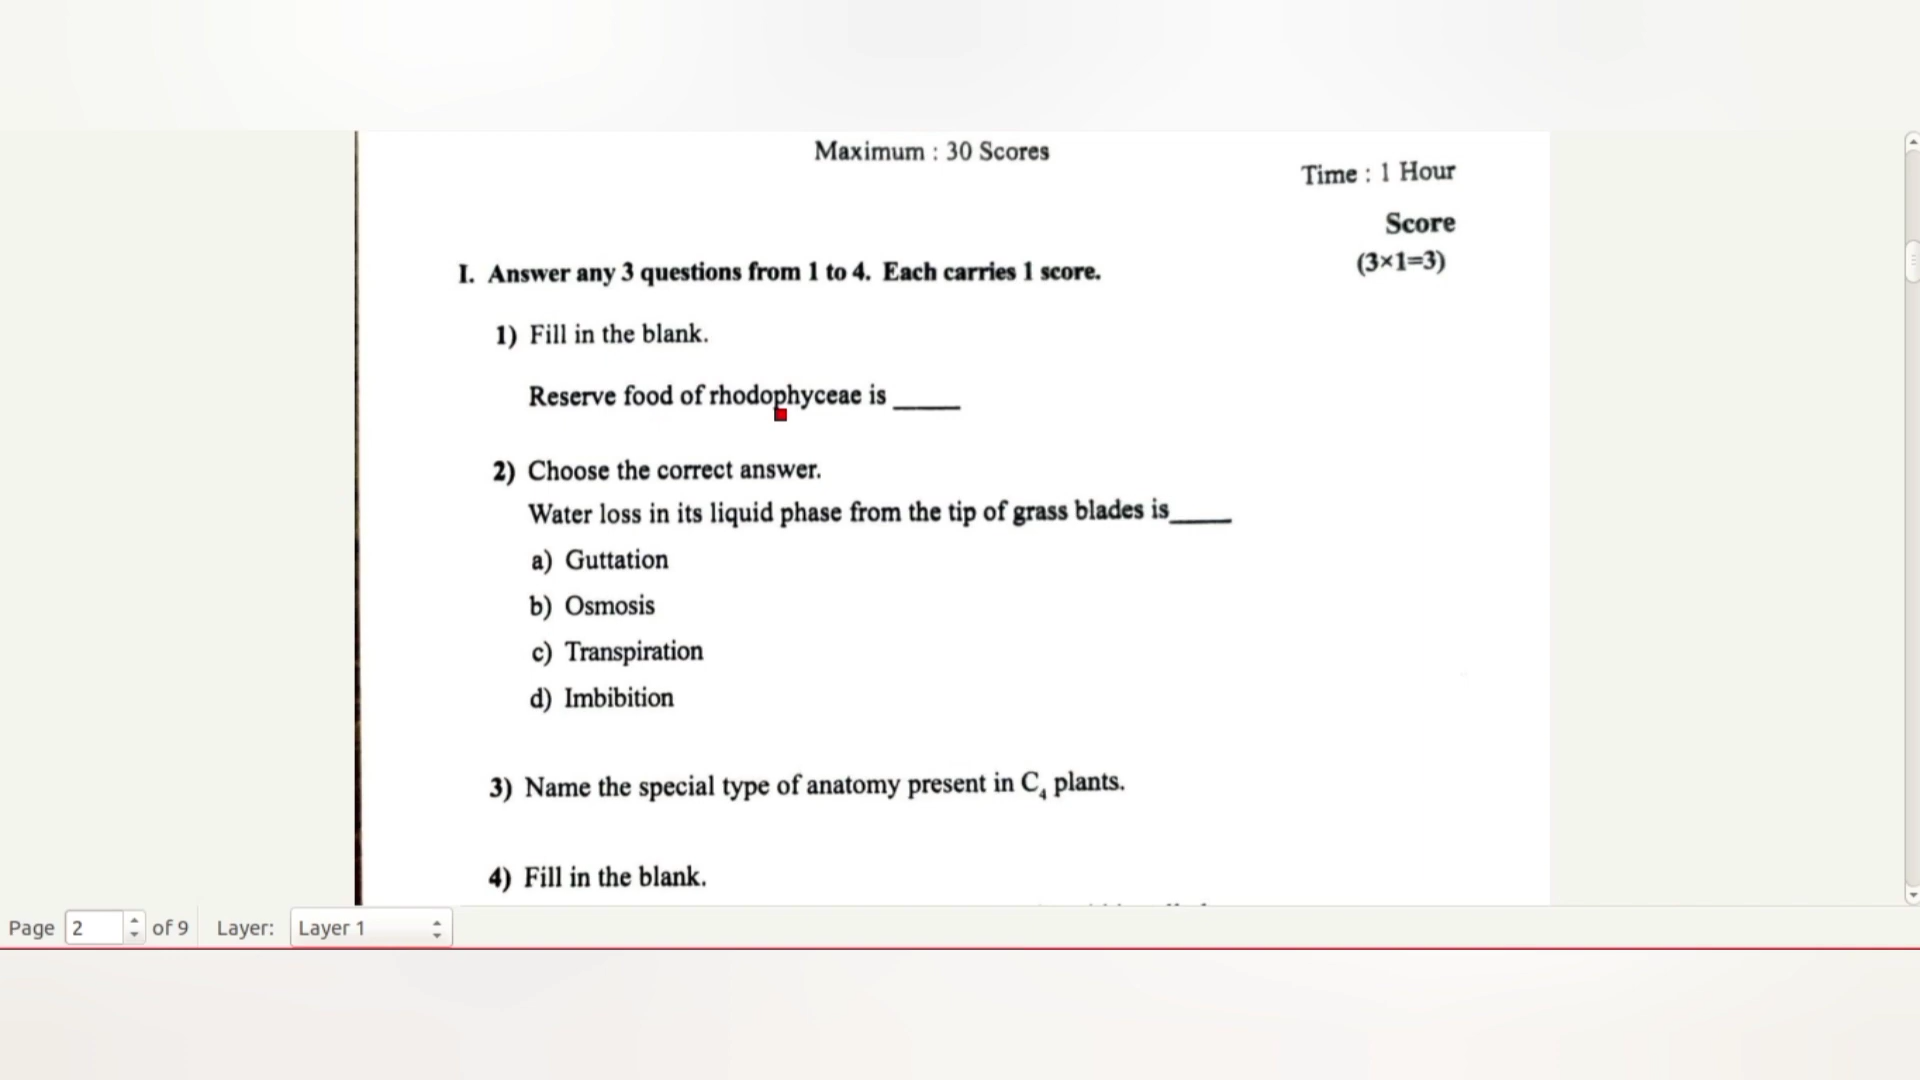 Maximum : 30 Scores
Time : 1 Hour
Score
I. Answer any 3 questions from 1 to 4. Each carries 1 score. (3×1=3)
1) Fill in the blank.
Reserve food of rhodophyceae is _____
2) Choose the correct answer.
Water loss in its liquid phase from the tip of grass blades is_____
a) Guttation
b) Osmosis
c) Transpiration
d) Imbibition
3) Name the special type of anatomy present in C₄ plants.
4) Fill in the blank.
Page 2 of 9 Layer: Layer 1